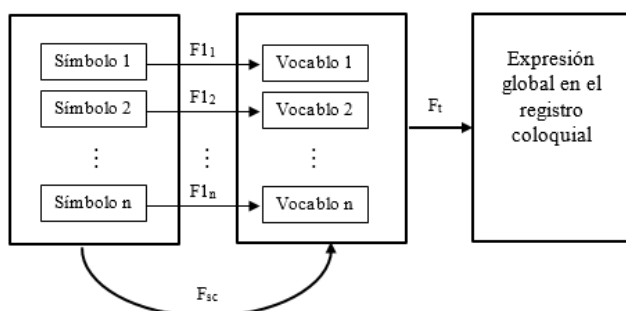 Símbolo 1
F1₁
Vocablo 1
Símbolo 2
F1₂
Vocablo 2
⋮
⋮
⋮
Símbolo n
F1ₙ
Vocablo n
Fₜ
Expresión
global en el
registro
coloquial
Fsc